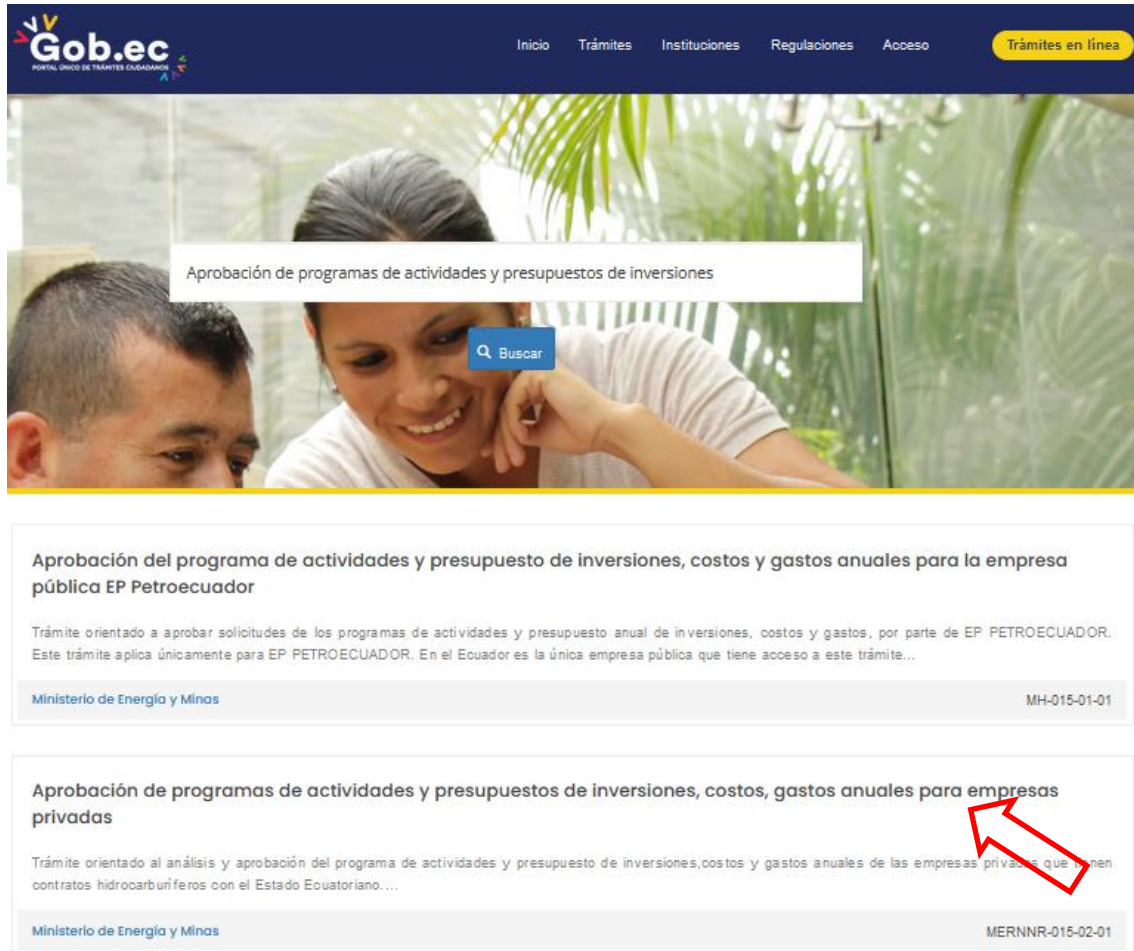 Gob.ec
PORTAL ÚNICO DE TRÁMITES CIUDADANOS
Inicio Trámites Instituciones Regulaciones Acceso Trámites en línea
Aprobación de programas de actividades y presupuestos de inversiones
Buscar
Aprobación del programa de actividades y presupuesto de inversiones, costos y gastos anuales para la empresa
pública EP Petroecuador
Trámite orientado a aprobar solicitudes de los programas de actividades y presupuesto anual de inversiones, costos y gastos, por parte de EP PETROECUADOR.
Este trámite aplica únicamente para EP PETROECUADOR. En el Ecuador es la única empresa pública que tiene acceso a este trámite...
Ministerio de Energía y Minas MH-015-01-01
Aprobación de programas de actividades y presupuestos de inversiones, costos, gastos anuales para empresas
privadas
Trámite orientado al análisis y aprobación del programa de actividades y presupuesto de inversiones,costos y gastos anuales de las empresas privadas que tienen
contratos hidrocarburíferos con el Estado Ecuatoriano....
Ministerio de Energía y Minas MERNNR-015-02-01